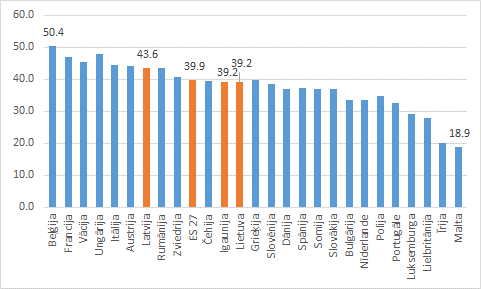 60.0
50.0
40.0
30.0
20.0
10.0
0.0
50.4
43.6
39.9
39.2
39.2
18.9
Beļģija
Francija
Vācija
Ungārija
Itālija
Austrija
Latvija
Rumānija
Zviedrija
ES 27
Čehija
Igaunija
Lietuva
Grieķija
Slovēnija
Dānija
Spānija
Somija
Slovākija
Bulgārija
Nīderlande
Polija
Portugāle
Luksemburga
Lielbritānija
Īrija
Malta